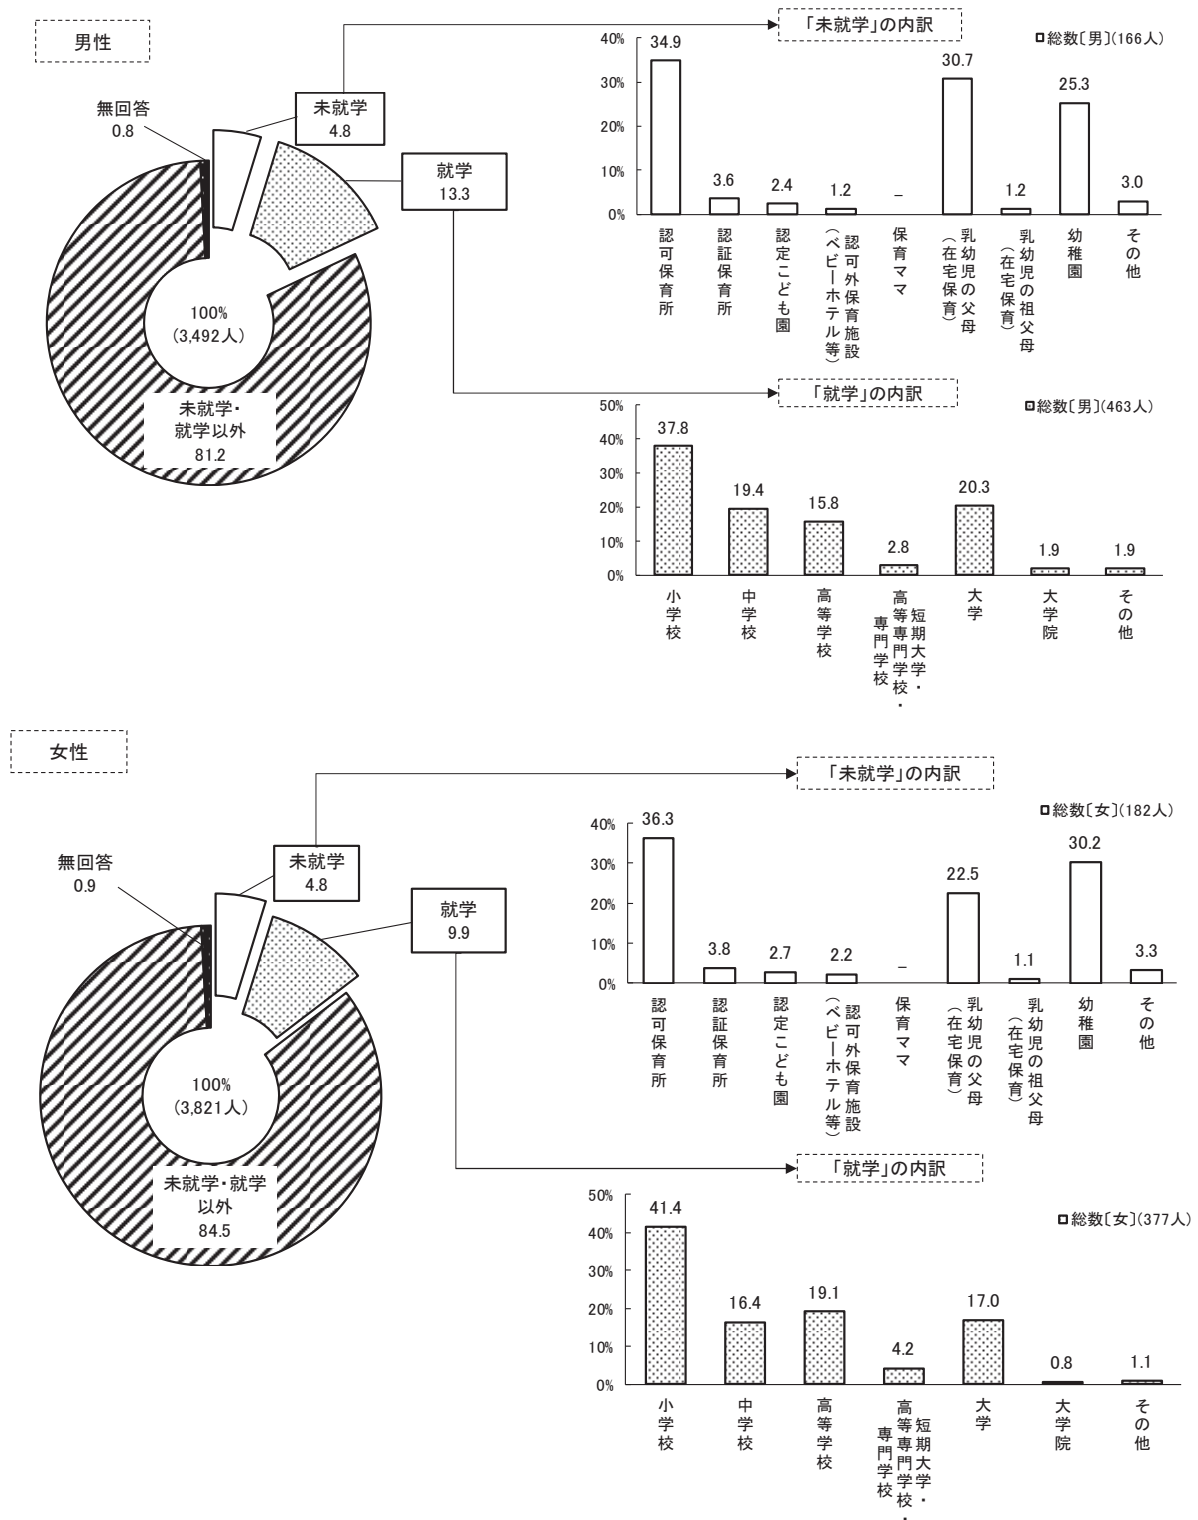 男性
「未就学」の内訳
総数〔男〕(166人)
無回答
0.8
未就学
4.8
就学
13.3
100%
(3,492人)
未就学・
就学以外
81.2
40%
30%
20%
10%
0%
34.9
3.6
2.4
1.2
–
30.7
1.2
25.3
3.0
認可保育所
認証保育所
認定こども園
認可外保育施設
(ベビーホテル等)
保育ママ
乳幼児の父母
(在宅保育)
乳幼児の祖父母
(在宅保育)
幼稚園
その他
「就学」の内訳
総数〔男〕(463人)
50%
40%
30%
20%
10%
0%
37.8
19.4
15.8
2.8
20.3
1.9
1.9
小学校
中学校
高等学校
短期大学・
高等専門学校・
専門学校
大学
大学院
その他
女性
「未就学」の内訳
総数〔女〕(182人)
無回答
0.9
未就学
4.8
就学
9.9
100%
(3,821人)
未就学・就学
以外
84.5
40%
30%
20%
10%
0%
36.3
3.8
2.7
2.2
–
22.5
1.1
30.2
3.3
認可保育所
認証保育所
認定こども園
認可外保育施設
(ベビーホテル等)
保育ママ
乳幼児の父母
(在宅保育)
乳幼児の祖父母
(在宅保育)
幼稚園
その他
「就学」の内訳
総数〔女〕(377人)
50%
40%
30%
20%
10%
0%
41.4
16.4
19.1
4.2
17.0
0.8
1.1
小学校
中学校
高等学校
短期大学・
高等専門学校・
専門学校
大学
大学院
その他